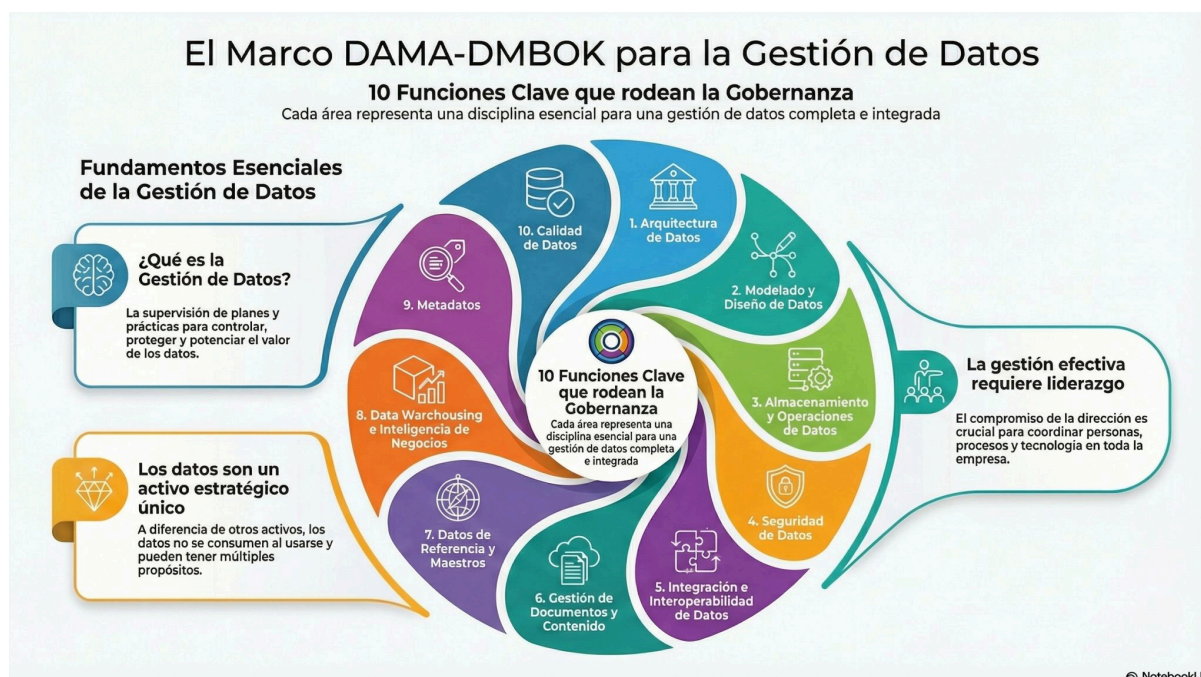 El Marco DAMA-DMBOK para la Gestión de Datos
10 Funciones Clave que rodean la Gobernanza
Cada área representa una disciplina esencial para una gestión de datos completa e integrada
Fundamentos Esenciales
de la Gestión de Datos
¿Qué es la
Gestión de Datos?
La supervisión de planes y
prácticas para controlar,
proteger y potenciar el valor
de los datos.
Los datos son un
activo estratégico
único
A diferencia de otros activos, los
datos no se consumen al usarse y
pueden tener múltiples
propósitos.
1. Arquitectura
de Datos
2. Modelado y
Diseño de Datos
3. Almacenamiento
y Operaciones
de Datos
4. Seguridad
de Datos
5. Integración e
Interoperabilidad
de Datos
6. Gestión de
Documentos y
Contenido
7. Datos de
Referencia y
Maestros
8. Data Warchousing
e Inteligencia de
Negocios
9. Metadatos
10. Calidad
de Datos
10 Funciones Clave
que rodean la
Gobernanza
Cada área representa una
disciplina esencial para una
gestión de datos completa
e integrada
La gestión efectiva
requiere liderazgo
El compromiso de la dirección es
crucial para coordinar personas,
procesos y tecnología en toda la
empresa.